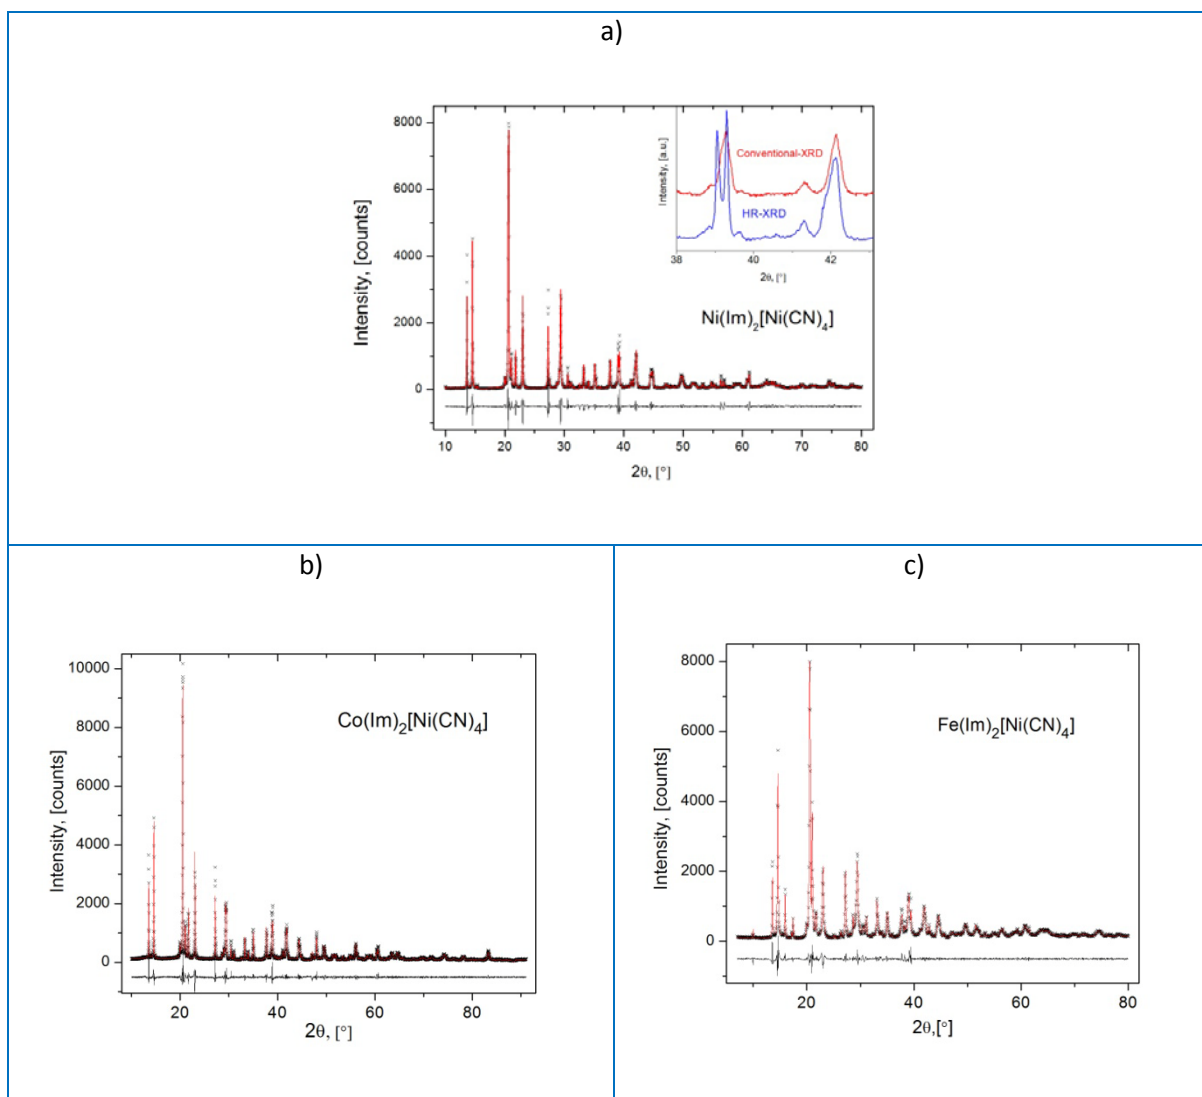 a)
8000
6000
4000
2000
0
Intensity, [counts]
10 20 30 40 50 60 70 80
2θ, [°]
Intensity, [a.u.]
Conventional-XRD
HR-XRD
38 40 42
2θ, [°]
Ni(Im)₂[Ni(CN)₄]
b)
10000
8000
6000
4000
2000
0
Intensity, [counts]
Co(Im)₂[Ni(CN)₄]
20 40 60 80
2θ, [°]
c)
8000
6000
4000
2000
0
Intensity, [counts]
Fe(Im)₂[Ni(CN)₄]
20 40 60 80
2θ,[°]